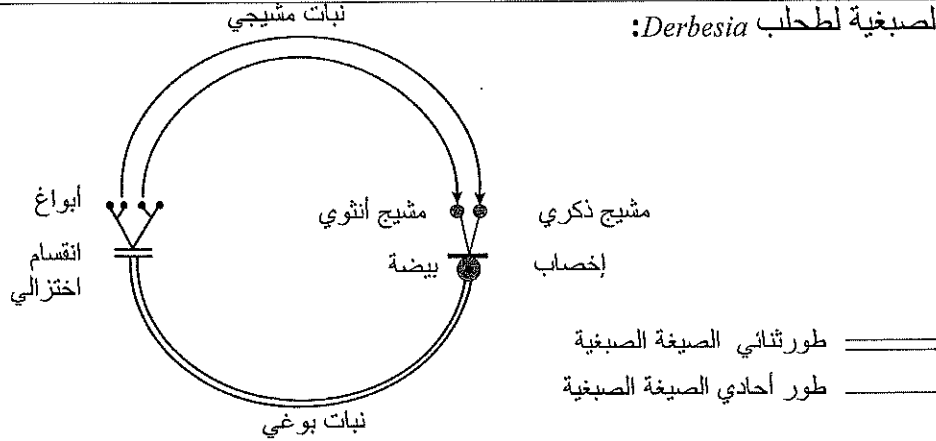 لصبغية لطحلب Derbesia:
نبات مشيجي
أبواغ
مشيج أنثوي
مشيج ذكري
انقسام
اختزالي
بيضة
إخصاب
طور ثنائي الصيغة الصبغية
طور أحادي الصيغة الصبغية
نبات بوغي